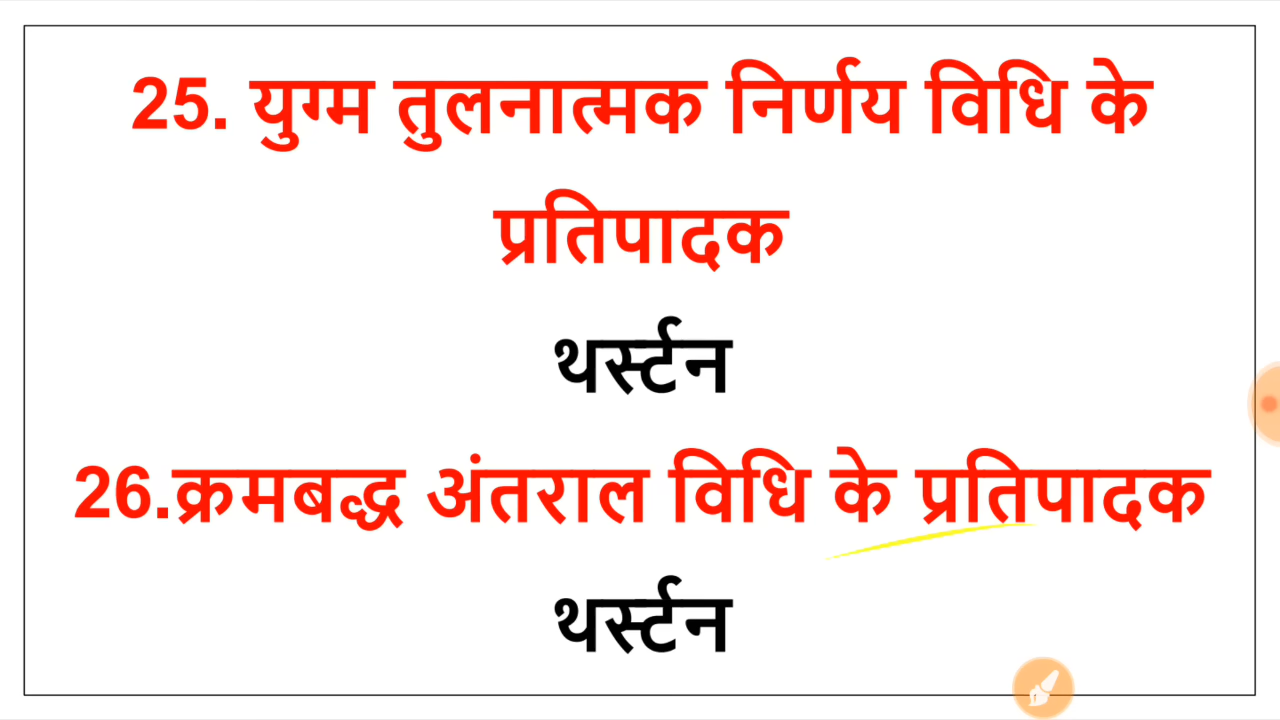 25. युग्म तुलनात्मक निर्णय विधि के
प्रतिपादक
थर्स्टन
26.क्रमबद्ध अंतराल विधि के प्रतिपादक
थर्स्टन